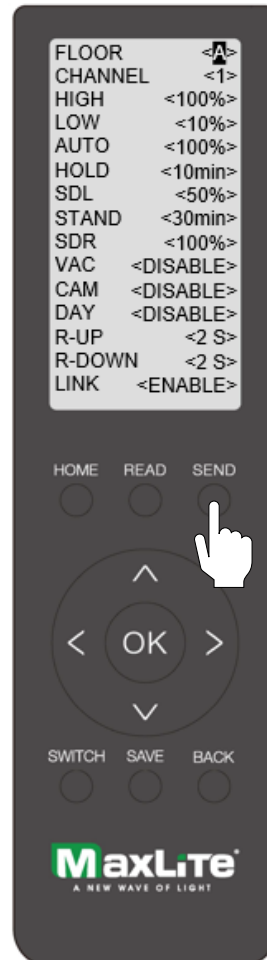 FLOOR <A>
CHANNEL <1>
HIGH <100%>
LOW <10%>
AUTO <100%>
HOLD <10min>
SDL <50%>
STAND <30min>
SDR <100%>
VAC <DISABLE>
CAM <DISABLE>
DAY <DISABLE>
R-UP <2 S>
R-DOWN <2 S>
LINK <ENABLE>
HOME READ SEND
< OK >
SWITCH SAVE BACK
MaxLiTe®
A NEW WAVE OF LIGHT